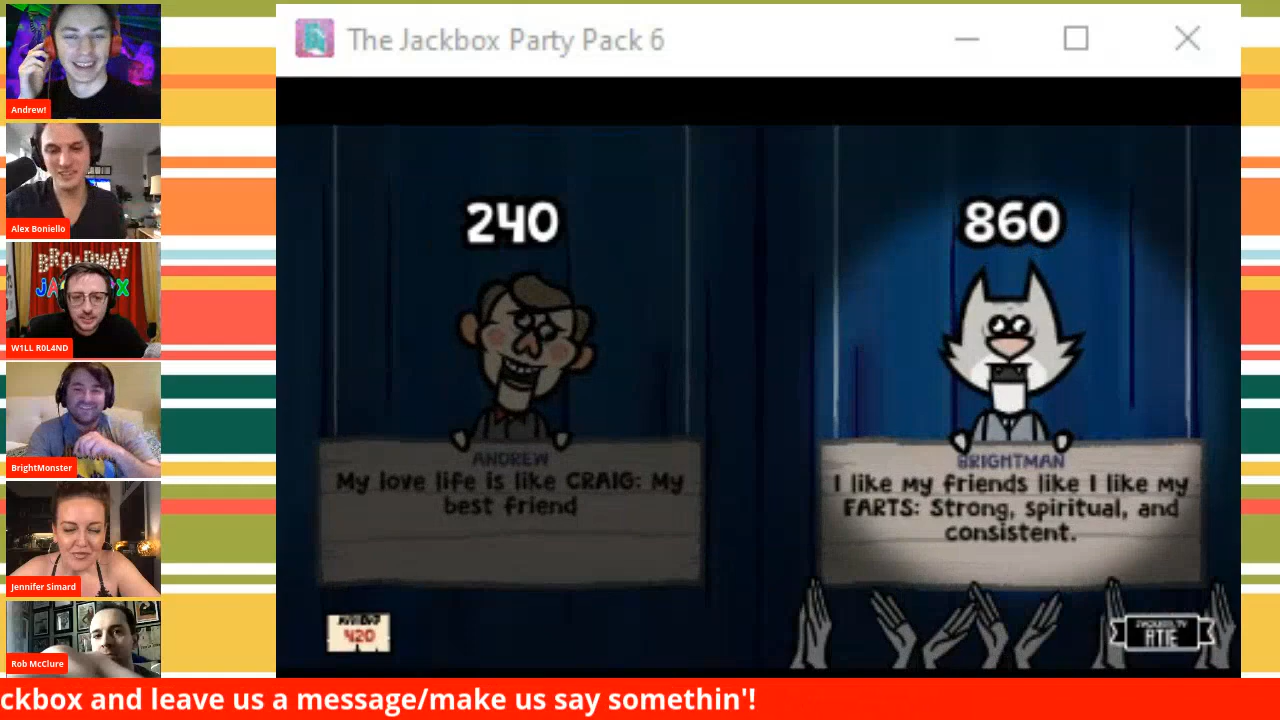 The Jackbox Party Pack 6
Andrew!
Alex Boniello
BROADWAY
W1LL R0L4ND
BrightMonster
Jennifer Simard
Rob McClure
240
860
ANDREW
My love life is like CRAIG: My
best friend
BRIGHTMAN
I like my friends like I like my
FARTS: Strong, spiritual, and
consistent.
420
RTIE
ckbox and leave us a message/make us say somethin'!